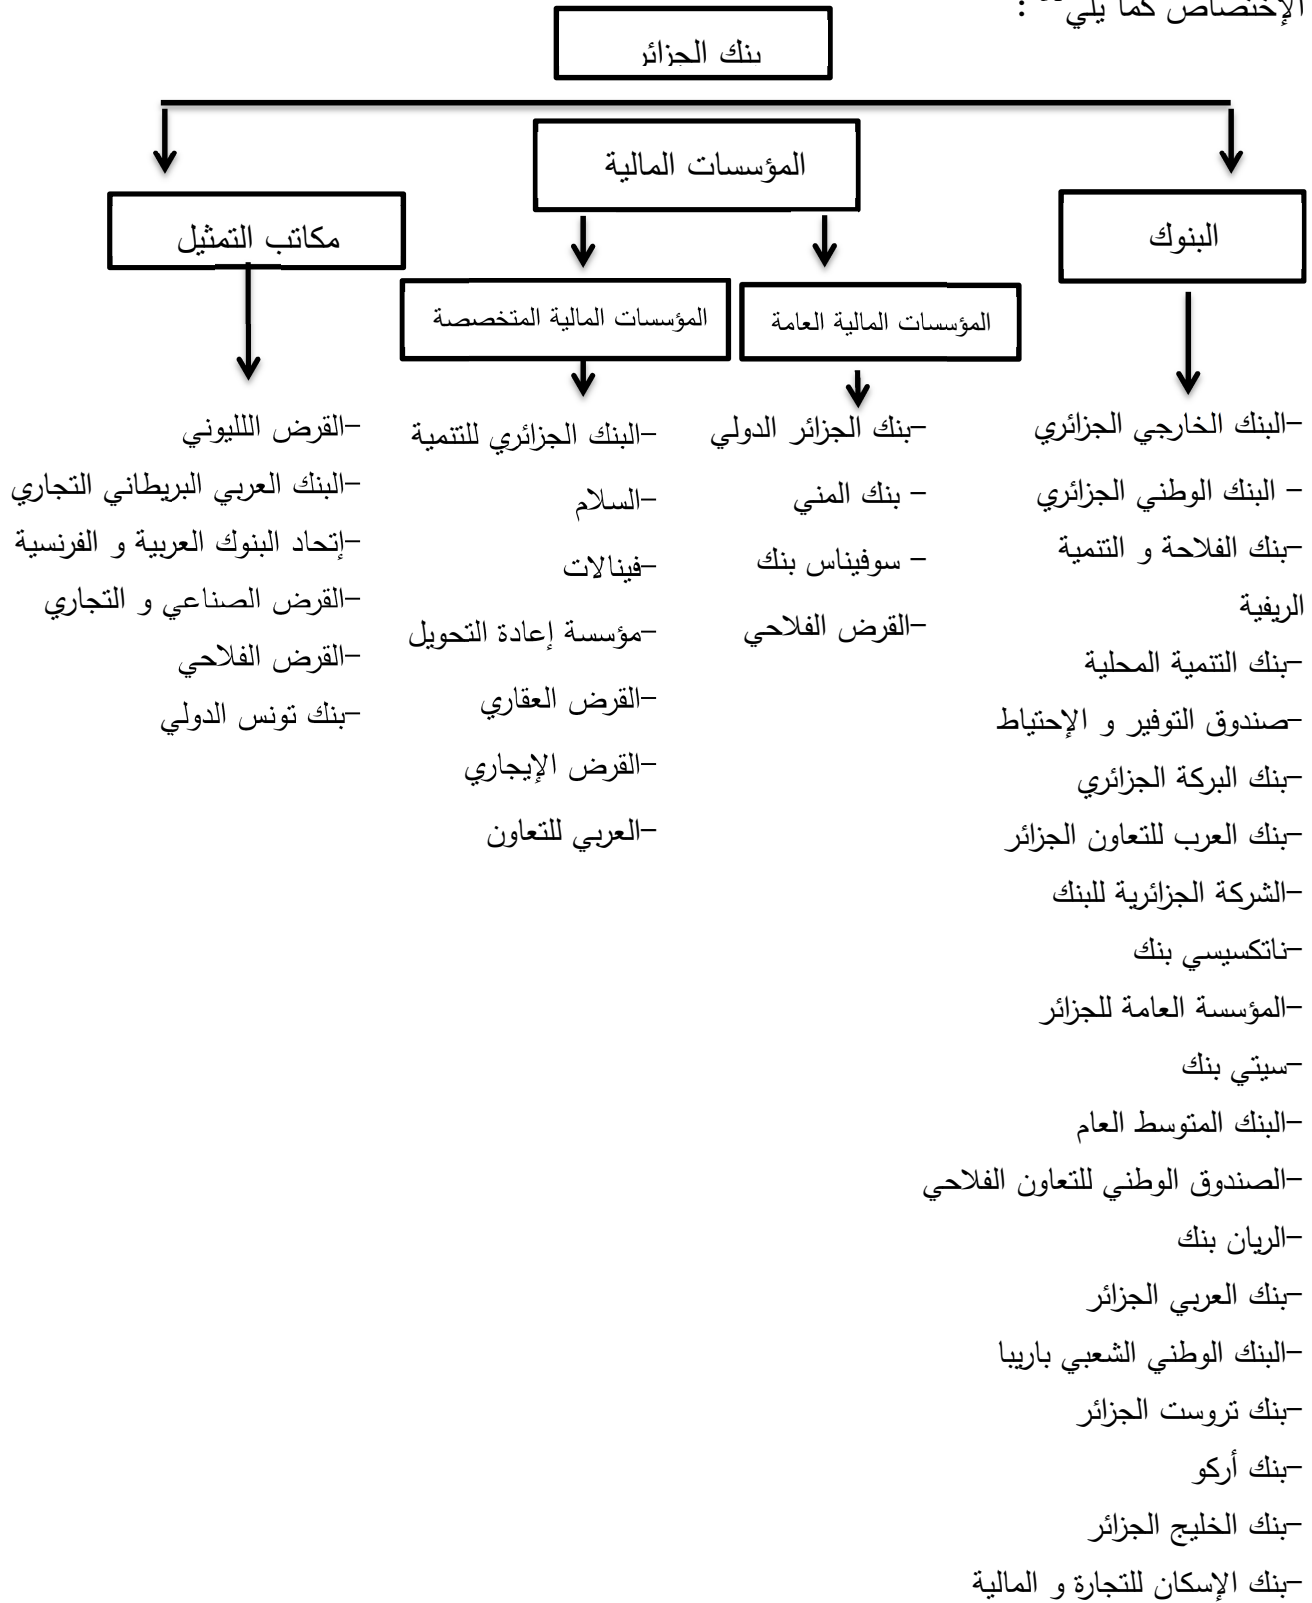 الإختصاص كما يلي :
بنك الجزائر
المؤسسات المالية
البنوك
مكاتب التمثيل
المؤسسات المالية العامة
المؤسسات المالية المتخصصة
-البنك الخارجي الجزائري
- البنك الوطني الجزائري
-بنك الفلاحة و التنمية
الريفية
-بنك التنمية المحلية
-صندوق التوفير و الإحتياط
-بنك البركة الجزائري
-بنك العرب للتعاون الجزائر
-الشركة الجزائرية للبنك
-ناتكسيسي بنك
-المؤسسة العامة للجزائر
-سيتي بنك
-البنك المتوسط العام
-الصندوق الوطني للتعاون الفلاحي
-الريان بنك
-بنك العربي الجزائر
-البنك الوطني الشعبي باريبا
-بنك تروست الجزائر
-بنك أركو
-بنك الخليج الجزائر
-بنك الإسكان للتجارة و المالية
-بنك الجزائر الدولي
- بنك المني
- سوفيناس بنك
-القرض الفلاحي
-البنك الجزائري للتنمية
-السلام
-فينالات
-مؤسسة إعادة التحويل
-القرض العقاري
-القرض الإيجاري
-العربي للتعاون
-القرض الللیوني
-البنك العربي البريطاني التجاري
-إتحاد البنوك العربية و الفرنسية
-القرض الصناعي و التجاري
-القرض الفلاحي
-بنك تونس الدولي